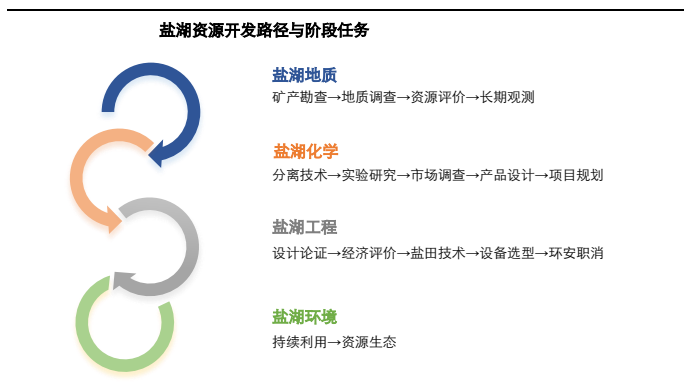 盐湖资源开发路径与阶段任务
盐湖地质
矿产勘查→地质调查→资源评价→长期观测
盐湖化学
分离技术→实验研究→市场调查→产品设计→项目规划
盐湖工程
设计论证→经济评价→盐田技术→设备选型→环安职消
盐湖环境
持续利用→资源生态